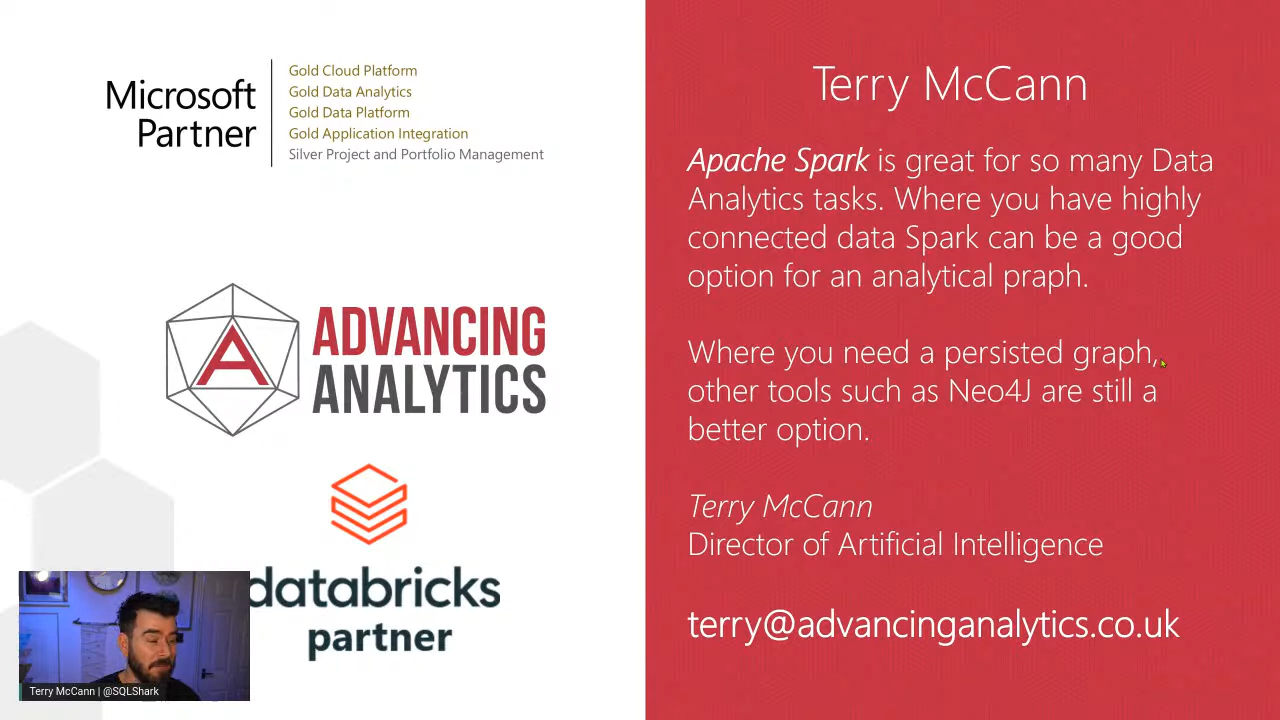 Microsoft
Partner
Gold Cloud Platform
Gold Data Analytics
Gold Data Platform
Gold Application Integration
Silver Project and Portfolio Management
ADVANCING
ANALYTICS
databricks
partner
Terry McCann | @SQLShark
Terry McCann
Apache Spark is great for so many Data
Analytics tasks. Where you have highly
connected data Spark can be a good
option for an analytical praph.
Where you need a persisted graph,
other tools such as Neo4J are still a
better option.
Terry McCann
Director of Artificial Intelligence
terry@advancinganalytics.co.uk